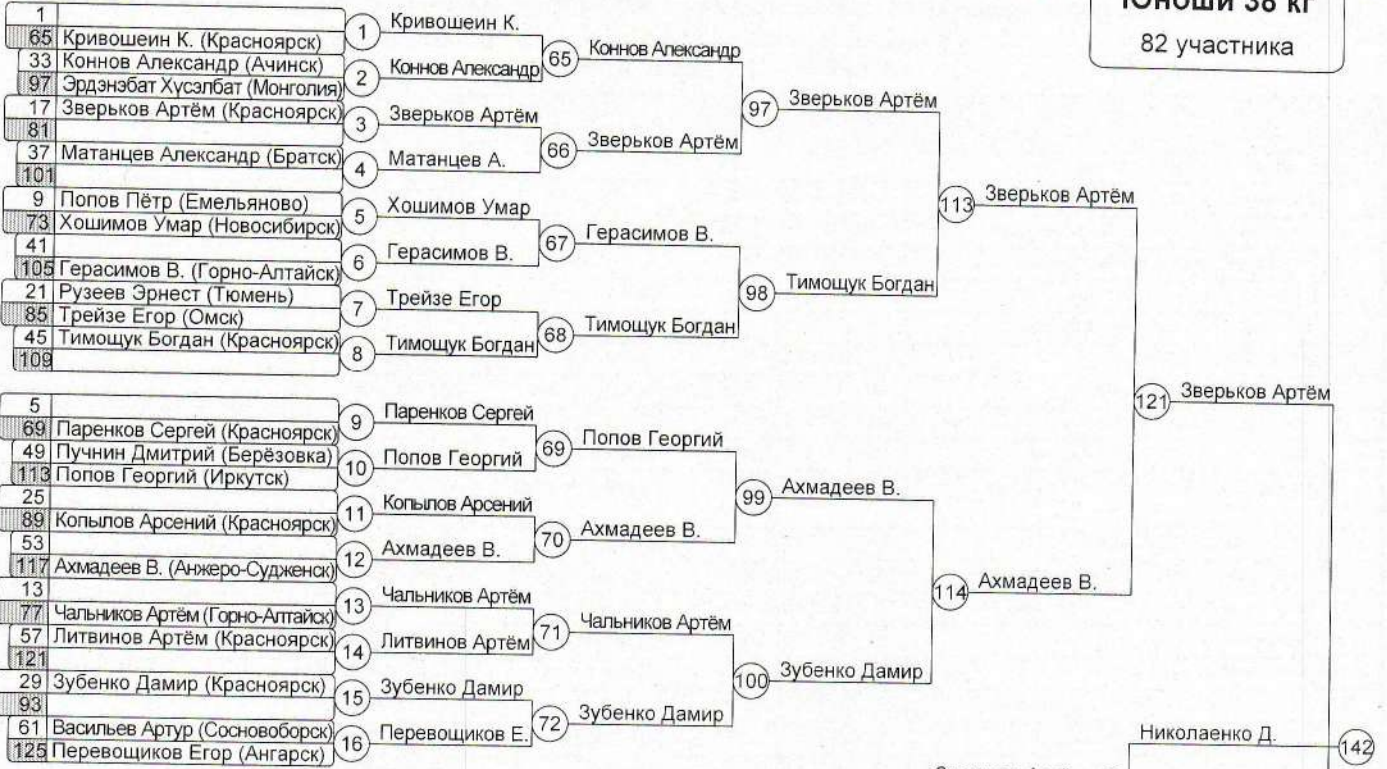 Юноши 38 кг
82 участника
1
65 Кривошеин К. (Красноярск)
33 Коннов Александр (Ачинск)
97 Эрдэнэбат Хүсэлбат (Монголия)
17 Зверьков Артём (Красноярск)
81
37 Матанцев Александр (Братск)
101
9 Попов Пётр (Емельяново)
73 Хошимов Умар (Новосибирск)
41
105 Герасимов В. (Горно-Алтайск)
21 Рузеев Эрнест (Тюмень)
85 Трейзе Егор (Омск)
45 Тимощук Богдан (Красноярск)
109
5
69 Паренков Сергей (Красноярск)
49 Пучнин Дмитрий (Берёзовка)
113 Попов Георгий (Иркутск)
25
89 Копылов Арсений (Красноярск)
53
117 Ахмадеев В. (Анжеро-Судженск)
13
77 Чальников Артём (Горно-Алтайск)
57 Литвинов Артём (Красноярск)
121
29 Зубенко Дамир (Красноярск)
93
61 Васильев Артур (Сосновоборск)
125 Перевощиков Егор (Ангарск)
1 Кривошеин К.
2 Коннов Александр
3 Зверьков Артём
4 Матанцев А.
5 Хошимов Умар
6 Герасимов В.
7 Трейзе Егор
8 Тимощук Богдан
9 Паренков Сергей
10 Попов Георгий
11 Копылов Арсений
12 Ахмадеев В.
13 Чальников Артём
14 Литвинов Артём
15 Зубенко Дамир
16 Перевощиков Е.
65 Коннов Александр
66 Зверьков Артём
67 Герасимов В.
68 Тимощук Богдан
69 Попов Георгий
70 Ахмадеев В.
71 Чальников Артём
72 Зубенко Дамир
97 Зверьков Артём
98 Тимощук Богдан
99 Ахмадеев В.
100 Зубенко Дамир
113 Зверьков Артём
114 Ахмадеев В.
121 Зверьков Артём
Николаенко Д.
142